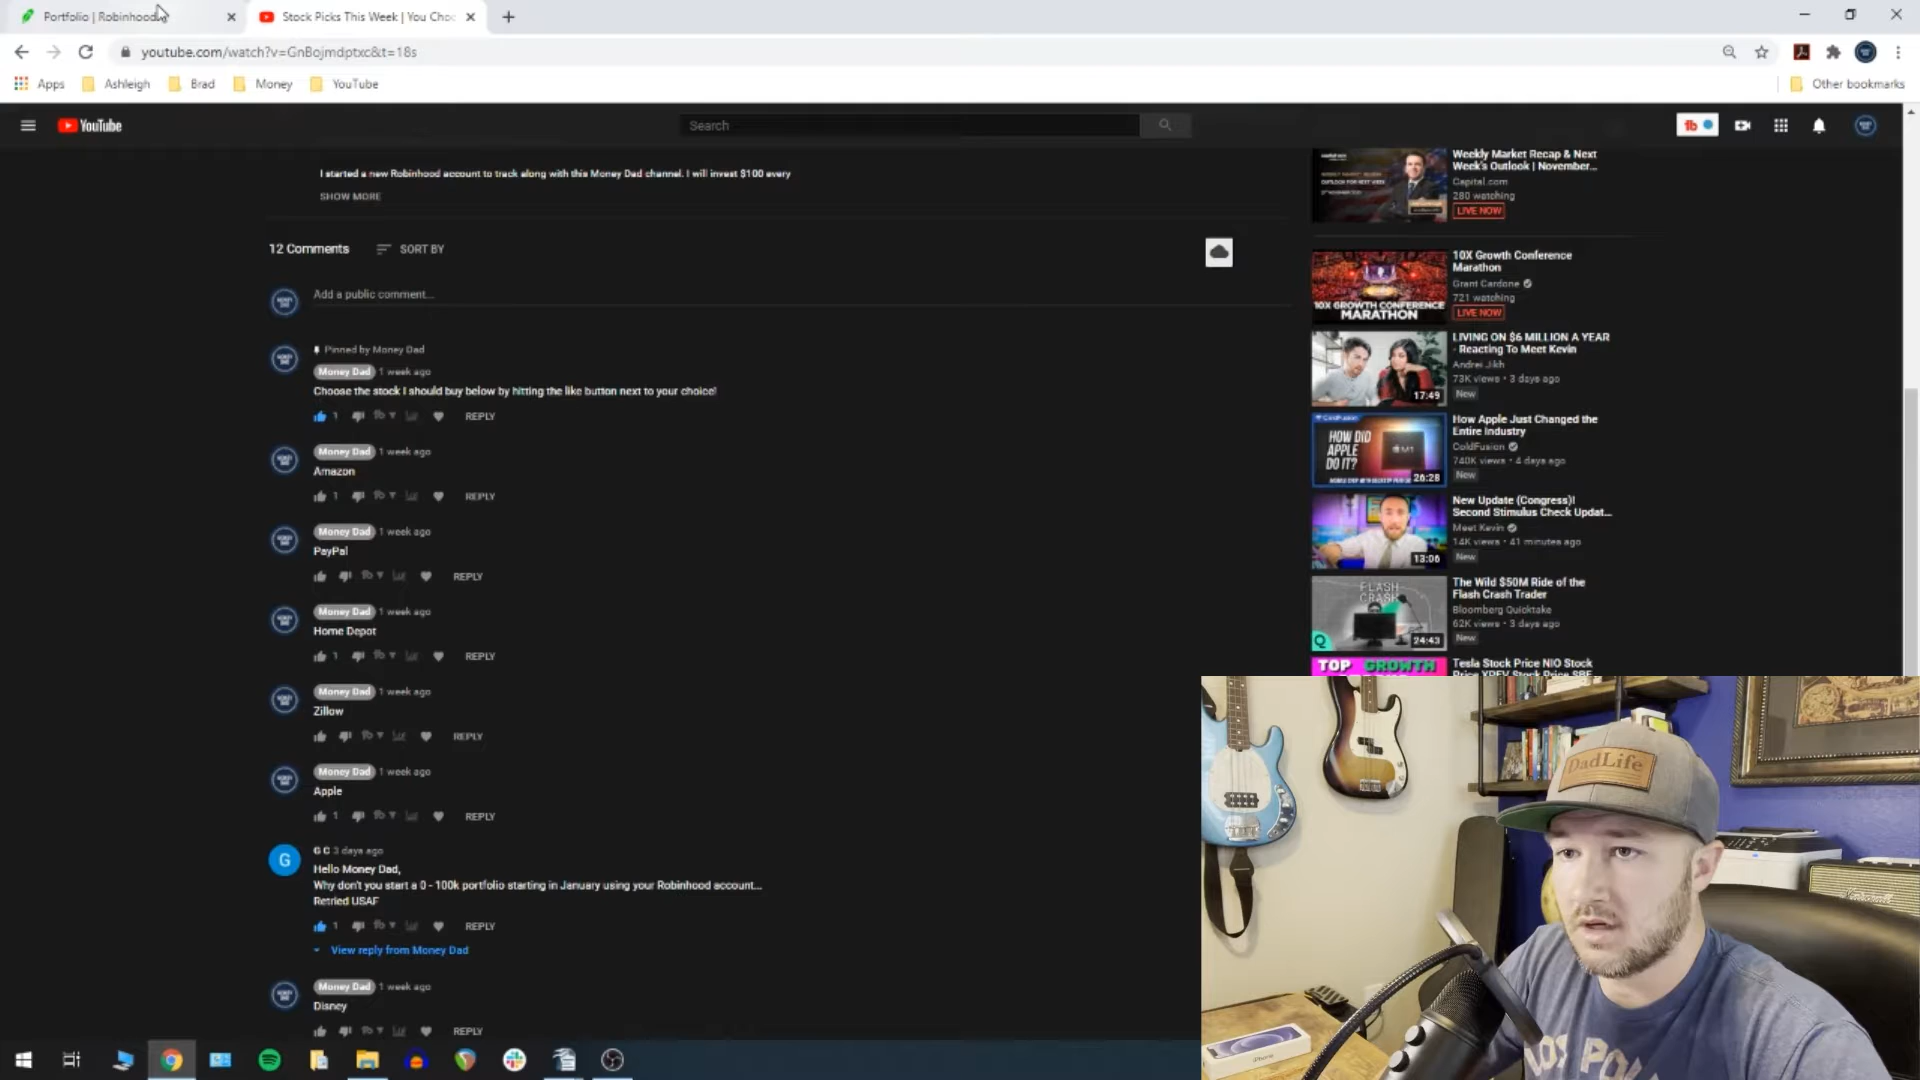 Portfolio | Robinhood
Stock Picks This Week | You Choo
youtube.com/watch?v=GnBojmdptxc&t=18s
Apps
Ashleigh
Brad
Money
YouTube
Other bookmarks
YouTube
Search
I started a new Robinhood account to track along with this Money Dad channel. I will invest $100 every
SHOW MORE
12 Comments
SORT BY
Add a public comment...
Pinned by Money Dad
Money Dad 1 week ago
Choose the stock I should buy below by hitting the like button next to your choice!
1 REPLY
Money Dad 1 week ago
Amazon
1 REPLY
Money Dad 1 week ago
PayPal
REPLY
Money Dad 1 week ago
Home Depot
1 REPLY
Money Dad 1 week ago
Zillow
REPLY
Money Dad 1 week ago
Apple
1 REPLY
G
G C 3 days ago
Hello Money Dad,
Why don't you start a 0 - 100k portfolio starting in January using your Robinhood account...
Retried USAF
1 REPLY
View reply from Money Dad
Money Dad 1 week ago
Disney
REPLY
Weekly Market Recap & Next
Week's Outlook | November...
Capital.com
280 watching
LIVE NOW
10X GROWTH CONFERENCE
MARATHON
10X Growth Conference
Marathon
Grant Cardone
721 watching
LIVE NOW
17:49
LIVING ON $6 MILLION A YEAR
- Reacting To Meet Kevin
Andrei Jikh
73K views • 3 days ago
New
ColdFusion
HOW DID
APPLE
DO IT?
M1
26:28
How Apple Just Changed the
Entire Industry
ColdFusion
740K views • 4 days ago
New
13:06
New Update (Congress)!
Second Stimulus Check Updat...
Meet Kevin
14K views • 41 minutes ago
New
FLASH
CRASH
24:43
The Wild $50M Ride of the
Flash Crash Trader
Bloomberg Quicktake
62K views • 3 days ago
New
TOP GROWTH
Tesla Stock Price NIO Stock
Price XPEV Stock Price SBE
DadLife
Marshall
iPhone